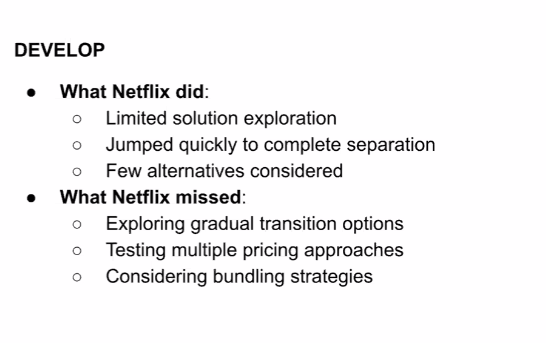 DEVELOP
● What Netflix did:
○ Limited solution exploration
○ Jumped quickly to complete separation
○ Few alternatives considered
● What Netflix missed:
○ Exploring gradual transition options
○ Testing multiple pricing approaches
○ Considering bundling strategies